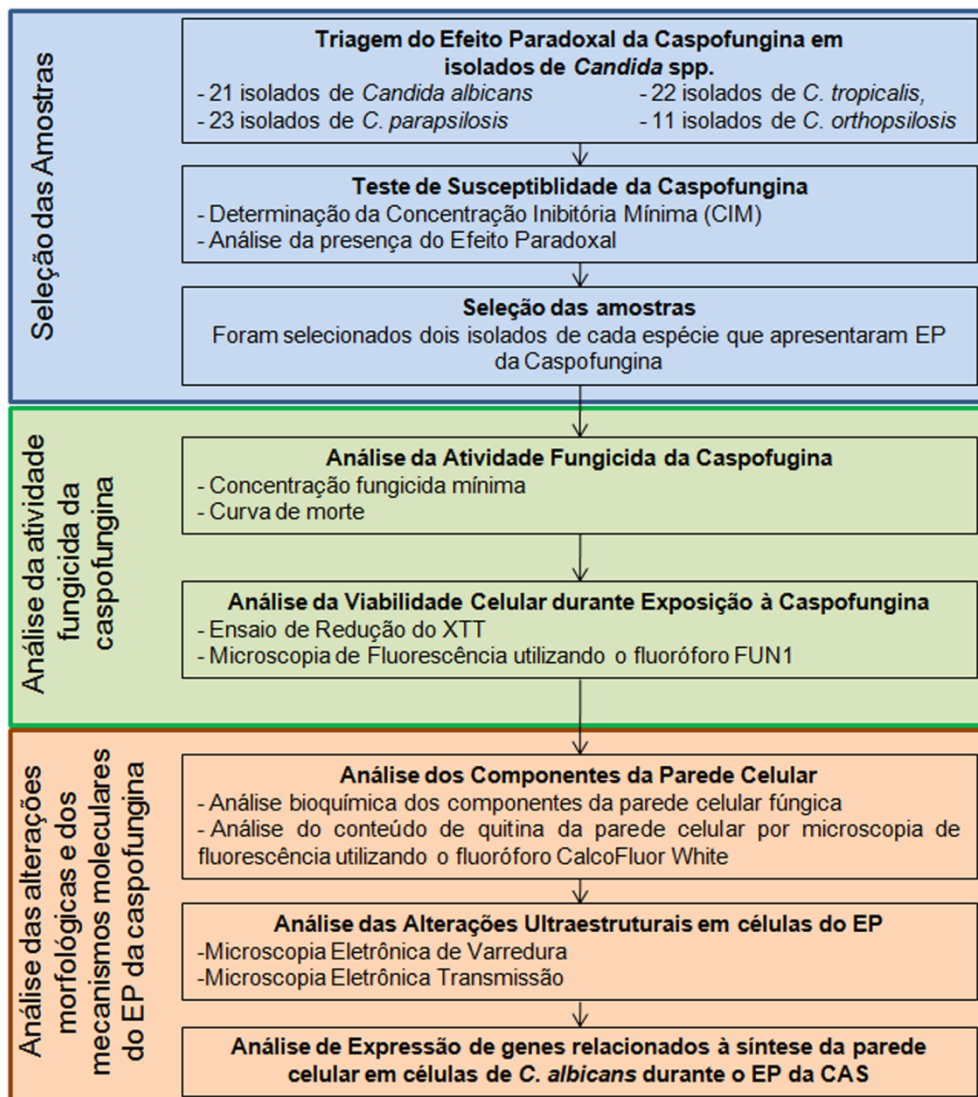 Seleção das Amostras
Triagem do Efeito Paradoxal da Caspofungina em
isolados de Candida spp.
- 21 isolados de Candida albicans - 22 isolados de C. tropicalis,
- 23 isolados de C. parapsilosis - 11 isolados de C. orthopsilosis
Teste de Susceptiblidade da Caspofungina
- Determinação da Concentração Inibitória Mínima (CIM)
- Análise da presença do Efeito Paradoxal
Seleção das amostras
Foram selecionados dois isolados de cada espécie que apresentaram EP
da Caspofungina
Análise da atividade
fungicida da
caspofungina
Análise da Atividade Fungicida da Caspofugina
- Concentração fungicida mínima
- Curva de morte
Análise da Viabilidade Celular durante Exposição à Caspofungina
- Ensaio de Redução do XTT
- Microscopia de Fluorescência utilizando o fluoróforo FUN1
Análise das alterações
morfológicas e dos
mecanismos moleculares
do EP da caspofungina
Análise dos Componentes da Parede Celular
- Análise bioquímica dos componentes da parede celular fúngica
- Análise do conteúdo de quitina da parede celular por microscopia de
fluorescência utilizando o fluoróforo CalcoFluor White
Análise das Alterações Ultraestruturais em células do EP
-Microscopia Eletrônica de Varredura
-Microscopia Eletrônica Transmissão
Análise de Expressão de genes relacionados à síntese da parede
celular em células de C. albicans durante o EP da CAS